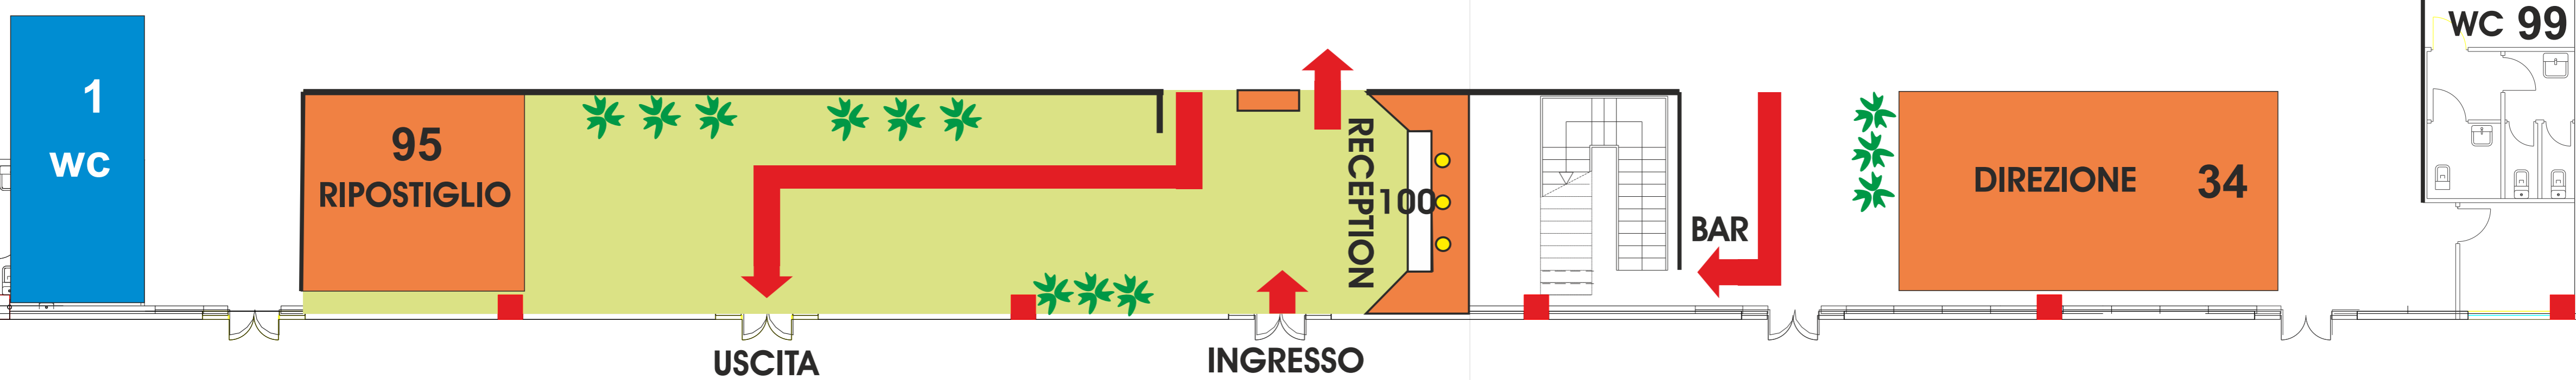 1
wc
95
RIPOSTIGLIO
USCITA
INGRESSO
RECEPTION
100
BAR
DIREZIONE 34
WC 99